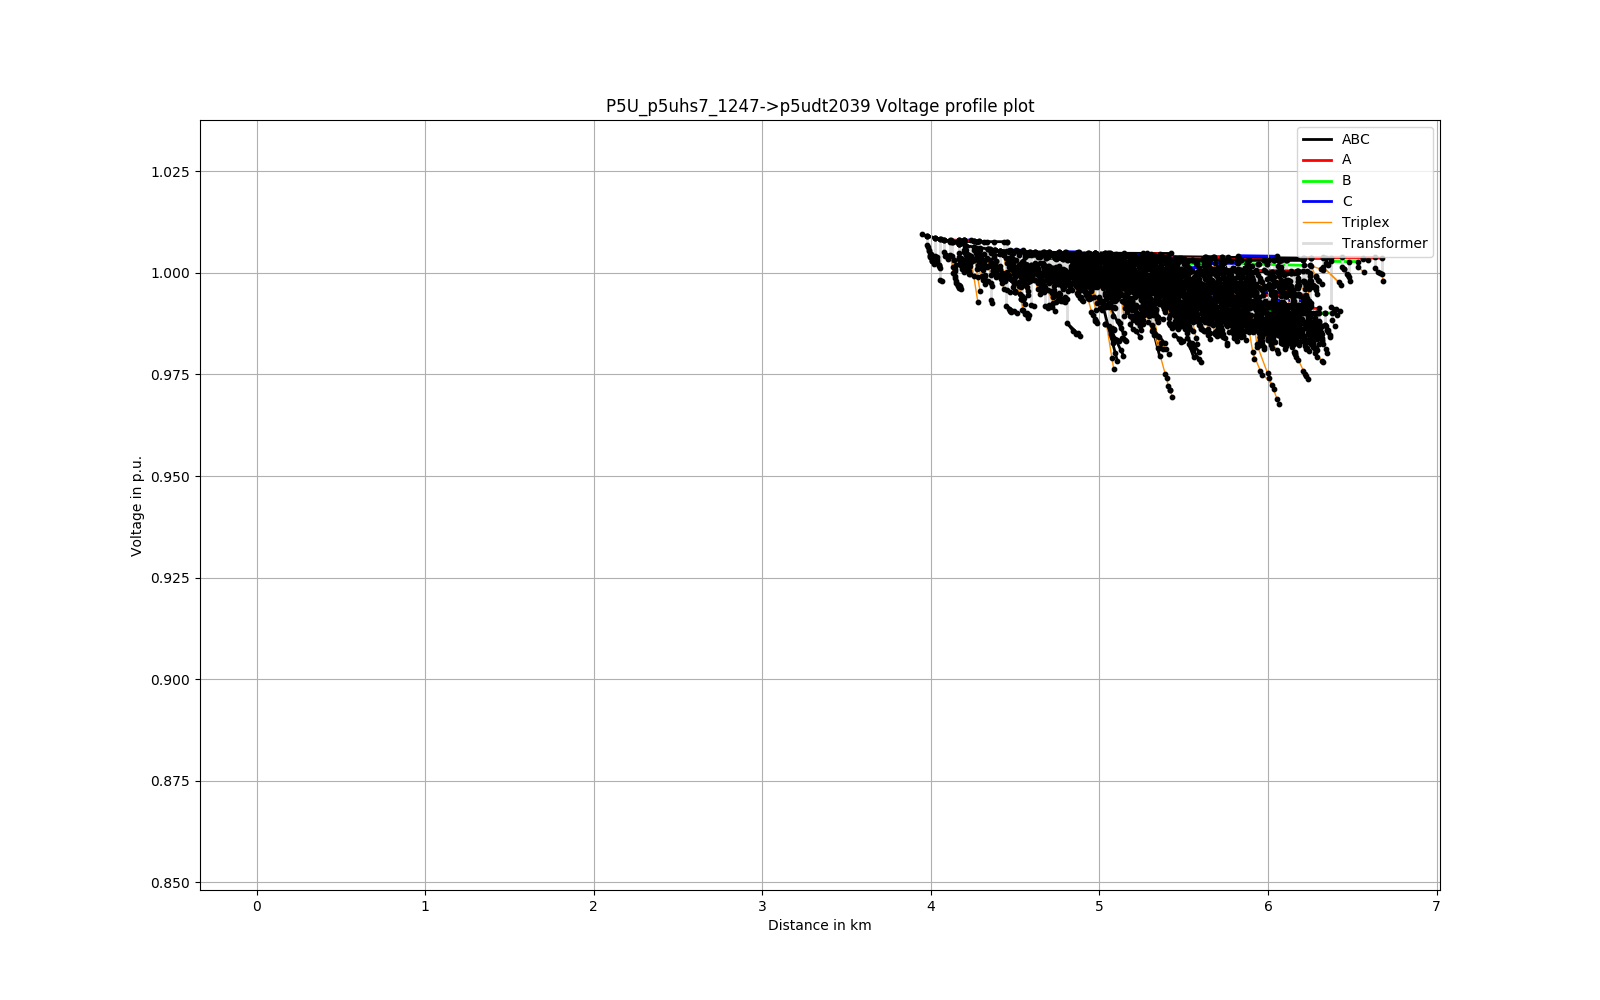 P5U_p5uhs7_1247->p5udt2039 Voltage profile plot
ABC
A
B
C
Triplex
Transformer
1.025
1.000
0.975
0.950
0.925
0.900
0.875
0.850
Voltage in p.u.
0 1 2 3 4 5 6 7
Distance in km